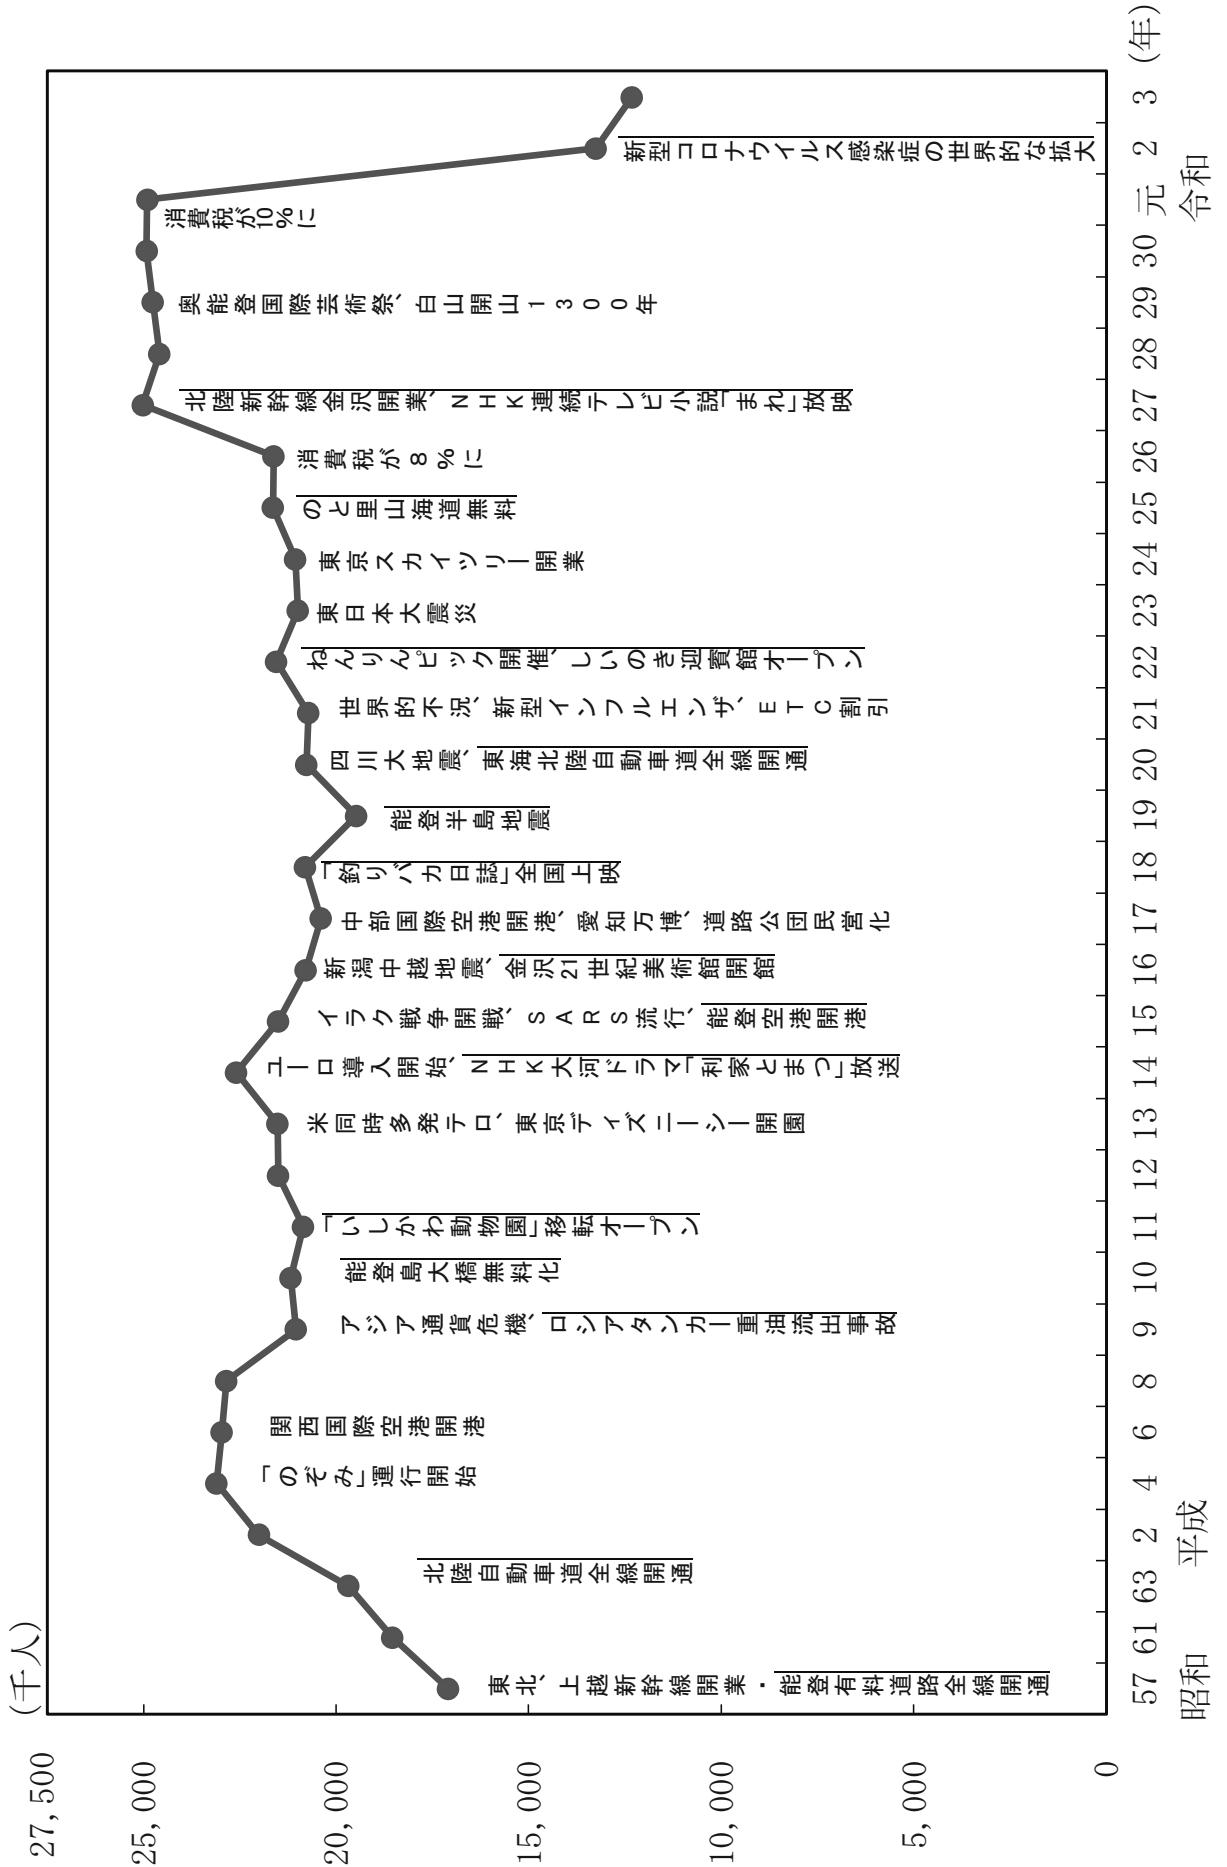 (千人)
27,500
25,000
20,000
15,000
10,000
5,000
0
東北、上越新幹線開業・能登有料道路全線開通
北陸自動車道全線開通
「のぞみ」運行開始
関西国際空港開港
アジア通貨危機、ロシアタンカー重油流出事故
能登島大橋無料化
「いしかわ動物園」移転オープン
米同時多発テロ、東京ディズニーシー開園
ユーロ導入開始、NHK大河ドラマ「利家とまつ」放送
イラク戦争開戦、SARS流行、能登空港開港
新潟中越地震、金沢21世紀美術館開館
中部国際空港開港、愛知万博、道路公団民営化
「釣りバカ日誌」全国上映
能登半島地震
四川大地震、東海北陸自動車道全線開通
世界的不況、新型インフルエンザ、ETC割引
ねんりんピック開催、しいのき迎賓館オープン
東日本大震災
東京スカイツリー開業
のと里山海道無料
消費税が8%に
北陸新幹線金沢開業、NHK連続テレビ小説「まれ」放映
奥能登国際芸術祭、白山開山1300年
消費税が10%に
新型コロナウイルス感染症の世界的な拡大
57 61 63 2 4 6 8 9 10 11 12 13 14 15 16 17 18 19 20 21 22 23 24 25 26 27 28 29 30 元 2 3 (年)
昭和 平成 令和